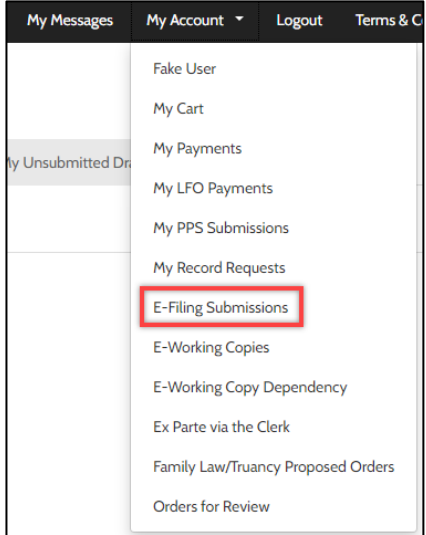 My Messages My Account Logout Terms & C
Fake User
My Cart
My Payments
My Unsubmitted Dra
My LFO Payments
My PPS Submissions
My Record Requests
E-Filing Submissions
E-Working Copies
E-Working Copy Dependency
Ex Parte via the Clerk
Family Law/Truancy Proposed Orders
Orders for Review